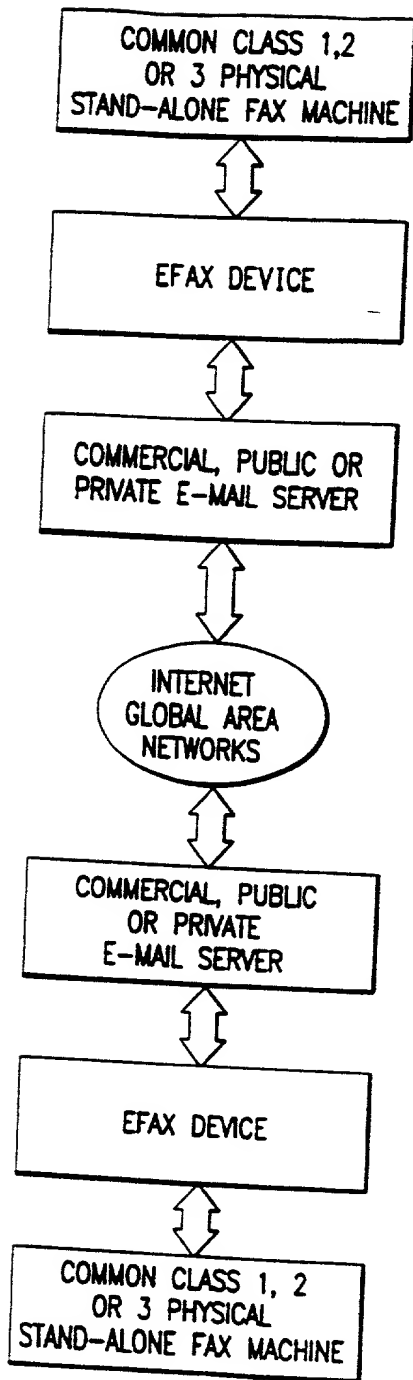 COMMON CLASS 1,2
OR 3 PHYSICAL
STAND-ALONE FAX MACHINE
EFAX DEVICE
COMMERCIAL, PUBLIC OR
PRIVATE E-MAIL SERVER
INTERNET
GLOBAL AREA
NETWORKS
COMMERCIAL, PUBLIC
OR PRIVATE
E-MAIL SERVER
EFAX DEVICE
COMMON CLASS 1, 2
OR 3 PHYSICAL
STAND-ALONE FAX MACHINE